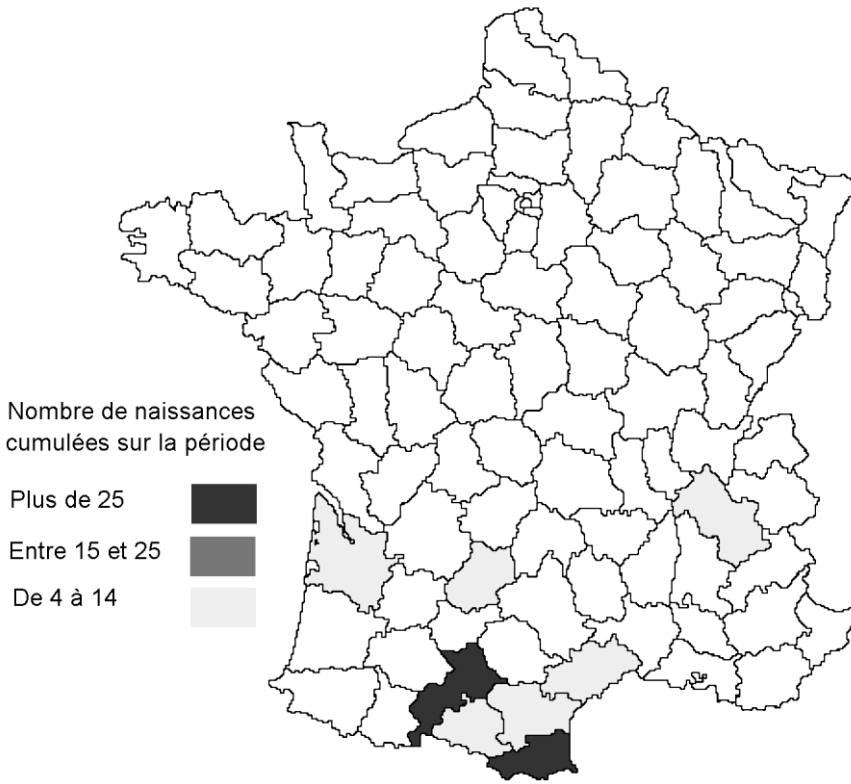 Nombre de naissances
cumulées sur la période
Plus de 25
Entre 15 et 25
De 4 à 14